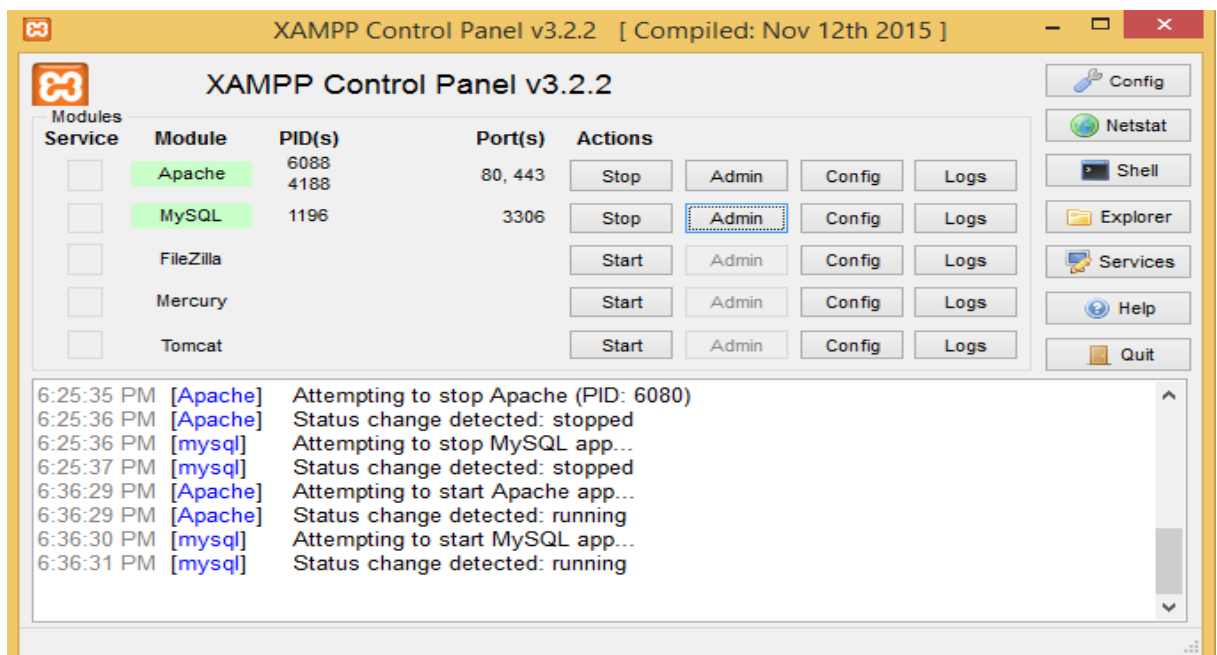 XAMPP Control Panel v3.2.2 [ Compiled: Nov 12th 2015 ]
XAMPP Control Panel v3.2.2
Config
Modules
Netstat
Service Module PID(s) Port(s) Actions
Apache 6088 4188 80, 443 Stop Admin Config Logs
Shell
MySQL 1196 3306 Stop Admin Config Logs
Explorer
FileZilla Start Admin Config Logs
Services
Mercury Start Admin Config Logs
Help
Tomcat Start Admin Config Logs
Quit
6:25:35 PM [Apache] Attempting to stop Apache (PID: 6080)
6:25:36 PM [Apache] Status change detected: stopped
6:25:36 PM [mysql] Attempting to stop MySQL app...
6:25:37 PM [mysql] Status change detected: stopped
6:36:29 PM [Apache] Attempting to start Apache app...
6:36:29 PM [Apache] Status change detected: running
6:36:30 PM [mysql] Attempting to start MySQL app...
6:36:31 PM [mysql] Status change detected: running